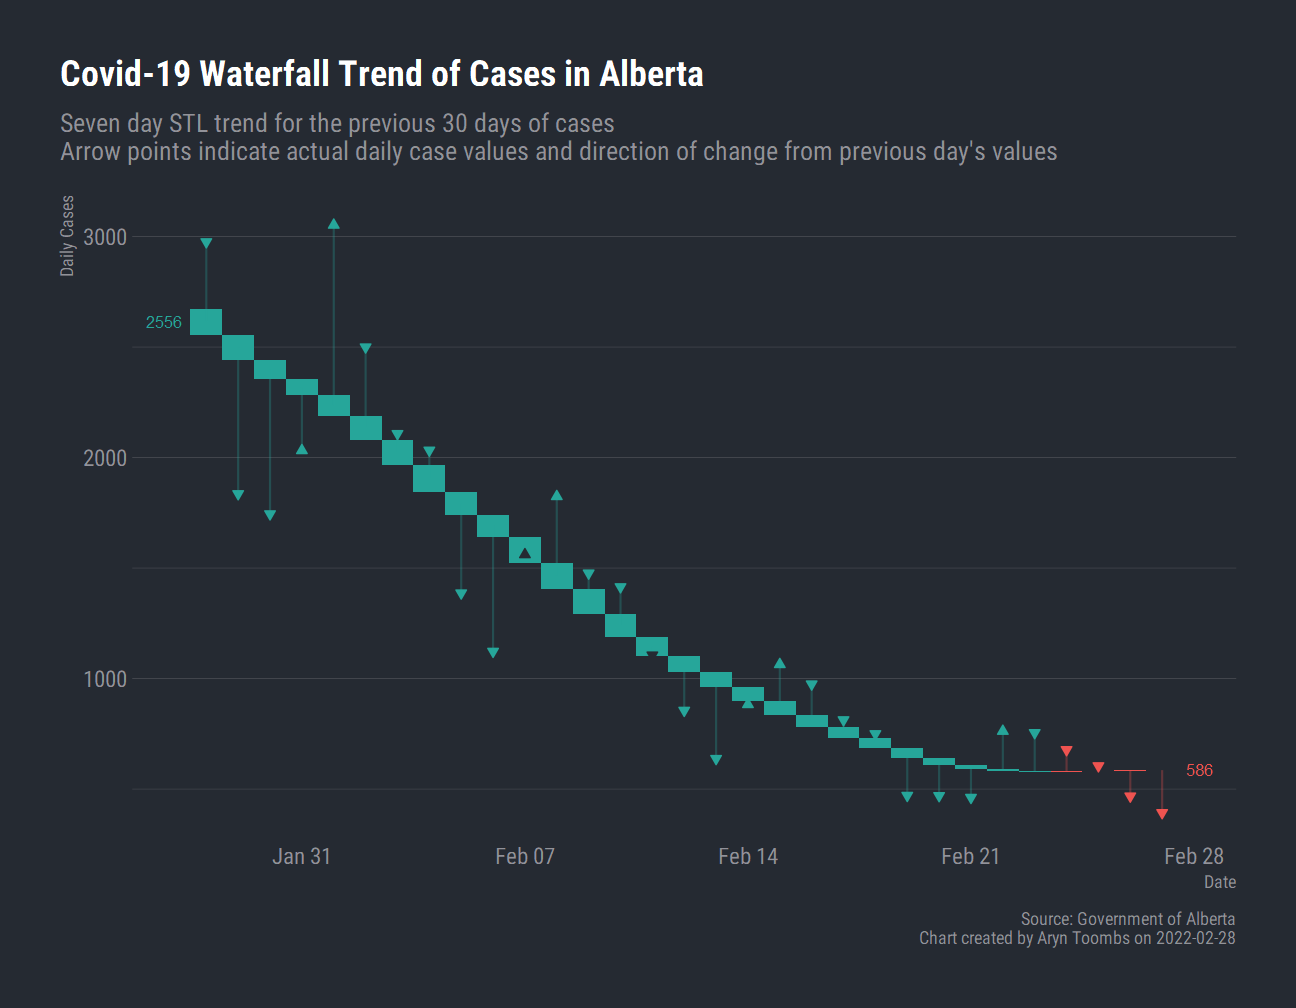 Covid-19 Waterfall Trend of Cases in Alberta
Seven day STL trend for the previous 30 days of cases
Arrow points indicate actual daily case values and direction of change from previous day's values
Daily Cases
3000
2556
2000
1000
586
Jan 31
Feb 07
Feb 14
Feb 21
Feb 28
Date
Source: Government of Alberta
Chart created by Aryn Toombs on 2022-02-28